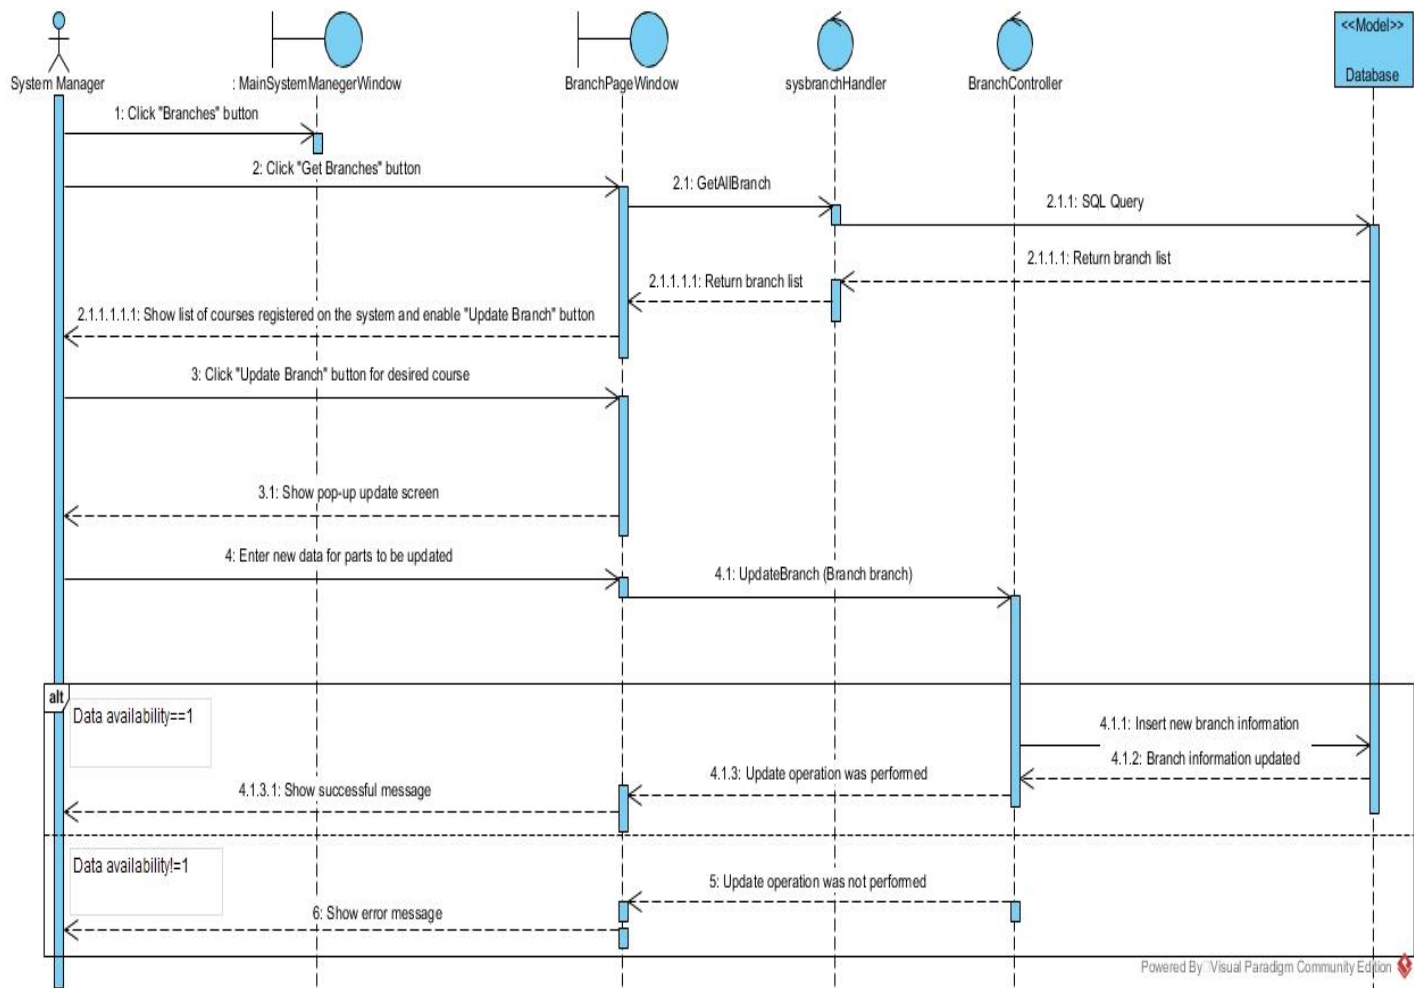 <<Model>>
Database
System Manager
: MainSystemManegerWindow
BranchPageWindow
sysbranchHandler
BranchController
1: Click "Branches" button
2: Click "Get Branches" button
2.1: GetAllBranch
2.1.1: SQL Query
2.1.1.1: Return branch list
2.1.1.1.1: Return branch list
2.1.1.1.1.1: Show list of courses registered on the system and enable "Update Branch" button
3: Click "Update Branch" button for desired course
3.1: Show pop-up update screen
4: Enter new data for parts to be updated
4.1: UpdateBranch (Branch branch)
alt
Data availability==1
4.1.1: Insert new branch information
4.1.2: Branch information updated
4.1.3: Update operation was performed
4.1.3.1: Show successful message
Data availability!=1
5: Update operation was not performed
6: Show error message
Powered By Visual Paradigm Community Edition